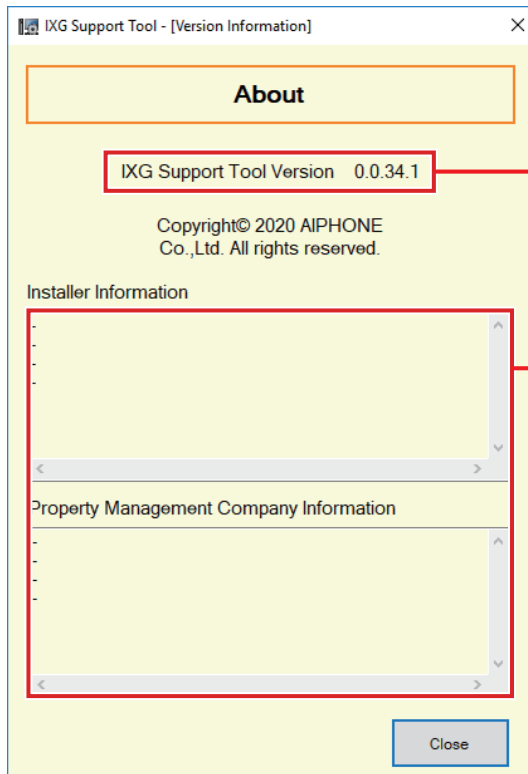 IXG Support Tool - [Version Information]
About
IXG Support Tool Version 0.0.34.1
Copyright© 2020 AIPHONE
Co.,Ltd. All rights reserved.
Installer Information
-
-
-
-
Property Management Company Information
-
-
-
-
Close